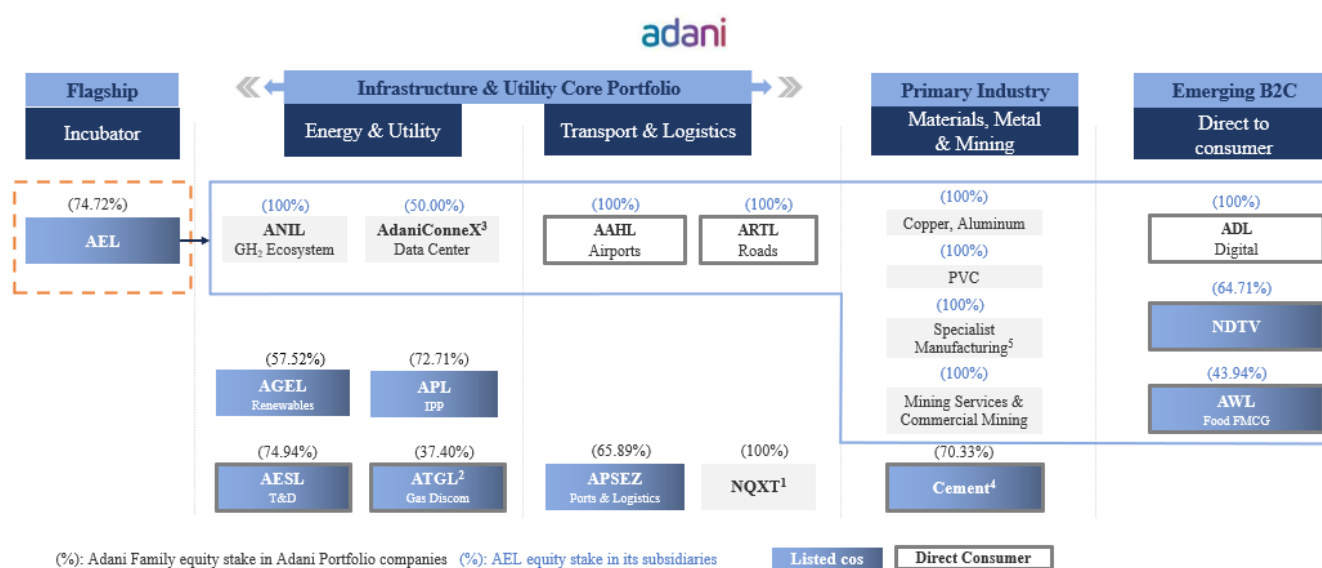 adani
Flagship
Incubator
Infrastructure & Utility Core Portfolio
Energy & Utility
Transport & Logistics
Primary Industry
Materials, Metal
& Mining
Emerging B2C
Direct to
consumer
(74.72%)
AEL
(100%)
ANIL
GH₂ Ecosystem
(50.00%)
AdaniConneX³
Data Center
(100%)
AAHL
Airports
(100%)
ARTL
Roads
(100%)
Copper, Aluminum
(100%)
PVC
(100%)
Specialist
Manufacturing⁵
(100%)
Mining Services &
Commercial Mining
(100%)
ADL
Digital
(64.71%)
NDTV
(43.94%)
AWL
Food FMCG
(57.52%)
AGEL
Renewables
(72.71%)
APL
IPP
(74.94%)
AESL
T&D
(37.40%)
ATGL²
Gas Discom
(65.89%)
APSEZ
Ports & Logistics
(100%)
NQXT¹
(70.33%)
Cement⁴
(%): Adani Family equity stake in Adani Portfolio companies (%): AEL equity stake in its subsidiaries
Listed cos
Direct Consumer